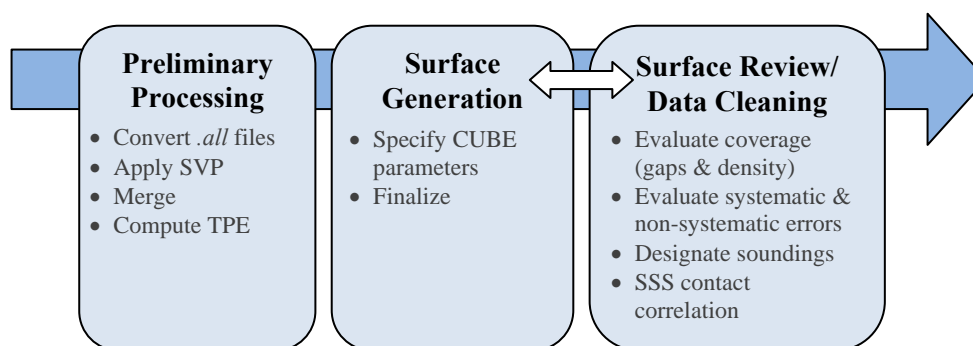 Preliminary
Processing
• Convert .all files
• Apply SVP
• Merge
• Compute TPE
Surface
Generation
• Specify CUBE
parameters
• Finalize
Surface Review/
Data Cleaning
• Evaluate coverage
(gaps & density)
• Evaluate systematic &
non-systematic errors
• Designate soundings
• SSS contact
correlation